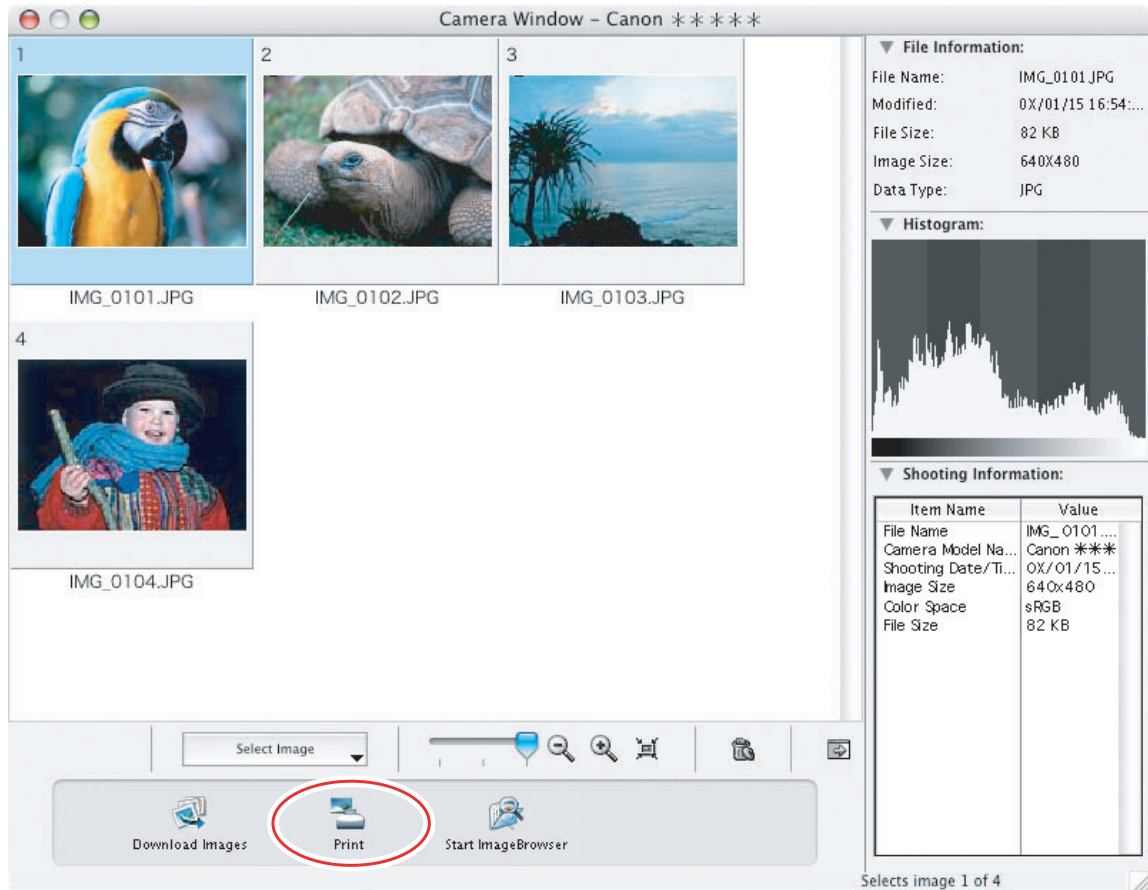 Camera Window – Canon ＊＊＊＊＊
1
2
3
IMG_0101.JPG
IMG_0102.JPG
IMG_0103.JPG
4
IMG_0104.JPG
Select Image
Download Images
Print
Start ImageBrowser
File Information:
File Name: IMG_0101.JPG
Modified: 0X/01/15 16:54:...
File Size: 82 KB
Image Size: 640X480
Data Type: JPG
Histogram:
Shooting Information:
Item Name Value
File Name IMG_0101....
Camera Model Na... Canon ＊＊＊
Shooting Date/Ti... 0X/01/15...
Image Size 640x480
Color Space sRGB
File Size 82 KB
Selects image 1 of 4